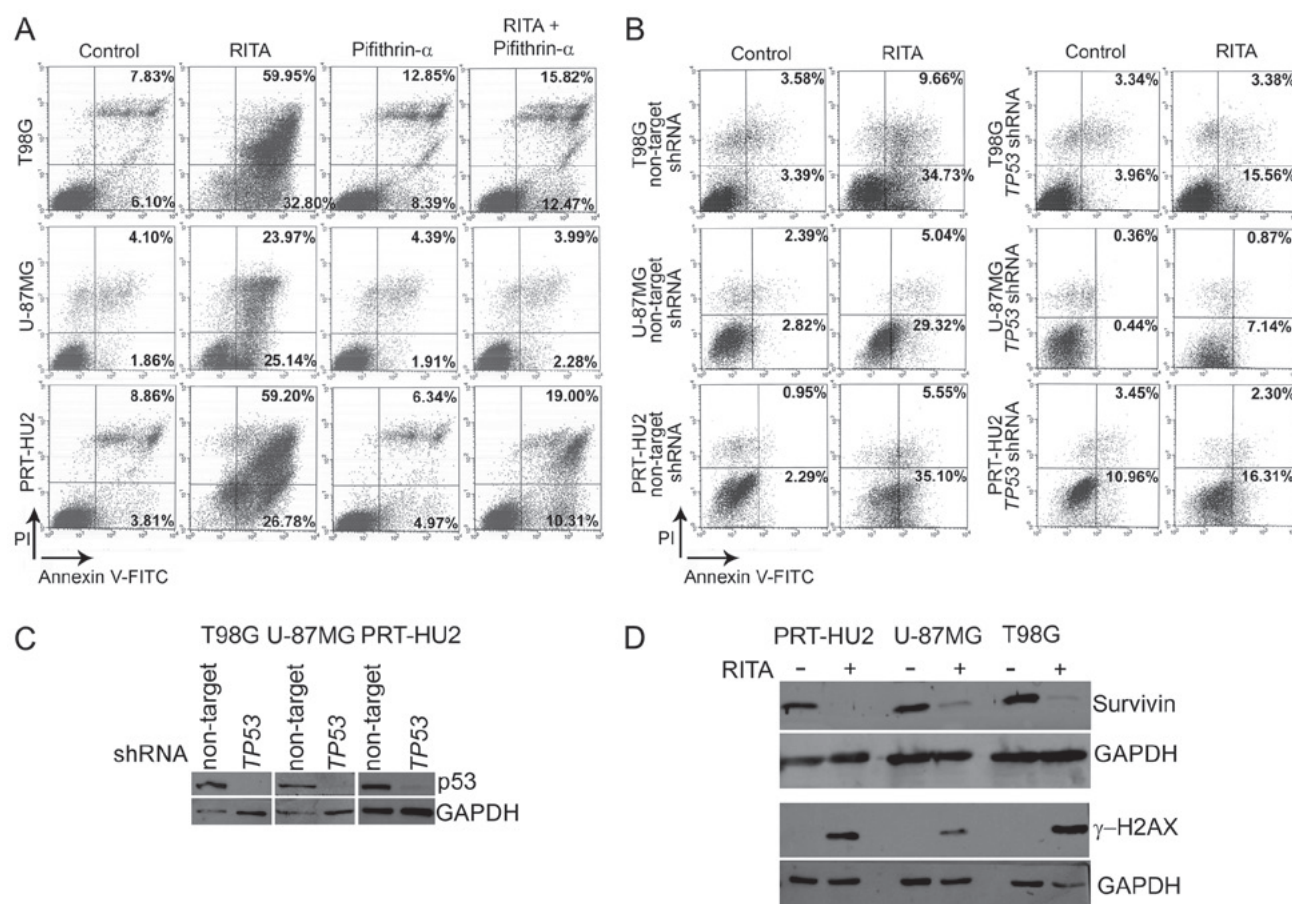 A
Control RITA Pifithrin-α RITA + Pifithrin-α
T98G
7.83% 59.95% 12.85% 15.82%
6.10% 32.80% 8.39% 12.47%
U-87MG
4.10% 23.97% 4.39% 3.99%
1.86% 25.14% 1.91% 2.28%
PRT-HU2
8.86% 59.20% 6.34% 19.00%
3.81% 26.78% 4.97% 10.31%
PI
Annexin V-FITC
B
Control RITA Control RITA
T98G non-target shRNA
3.58% 9.66%
3.39% 34.73%
T98G TP53 shRNA
3.34% 3.38%
3.96% 15.56%
U-87MG non-target shRNA
2.39% 5.04%
2.82% 29.32%
U-87MG TP53 shRNA
0.36% 0.87%
0.44% 7.14%
PRT-HU2 non-target shRNA
0.95% 5.55%
2.29% 35.10%
PRT-HU2 TP53 shRNA
3.45% 2.30%
10.96% 16.31%
PI
Annexin V-FITC
C
T98G U-87MG PRT-HU2
shRNA non-target TP53 non-target TP53 non-target TP53
p53
GAPDH
D
PRT-HU2 U-87MG T98G
RITA - + - + - +
Survivin
GAPDH
γ-H2AX
GAPDH